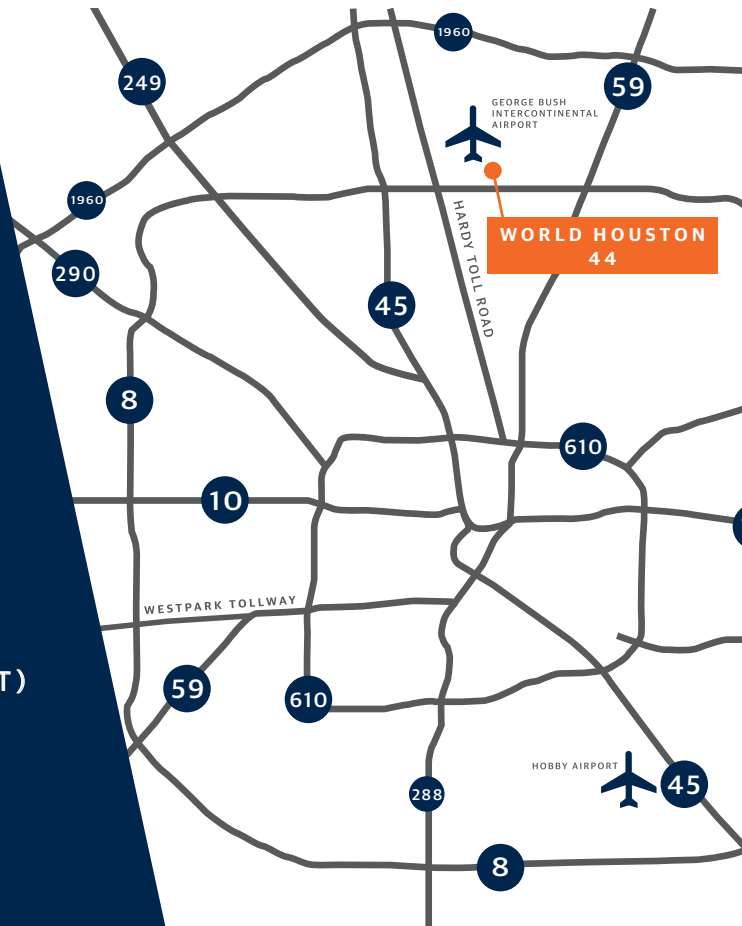 1960
249
59
GEORGE BUSH
INTERCONTINENTAL
AIRPORT
1960
HARDY TOLL ROAD
WORLD HOUSTON
44
290
45
8
610
10
WESTPARK TOLLWAY
T)
59
610
HOBBY AIRPORT
45
288
8